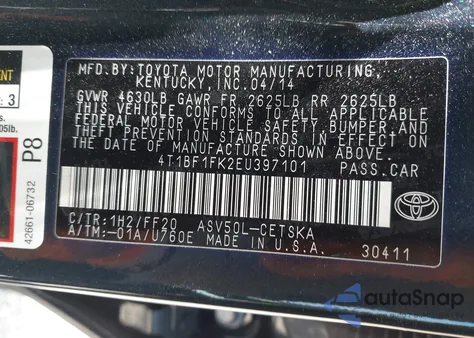 MFD.BY:TOYOTA MOTOR MANUFACTURING,
KENTUCKY, INC.04/14
GVWR 4630LB GAWR FR 2625LB RR 2625LB
THIS VEHICLE CONFORMS TO ALL APPLICABLE
FEDERAL MOTOR VEHICLE SAFETY,BUMPER,AND
THEFT PREVENTION STANDARDS IN EFFECT ON
THE DATE OF MANUFACTURE SHOWN ABOVE.
4T1BF1FK2EU397101 PASS.CAR
C/TR:1H2/FF20 ASV50L-CETSKA
A/TM:-01A/U760E MADE IN U.S.A.
30411
3
05lb.
P8
42661-06732
autoSnap